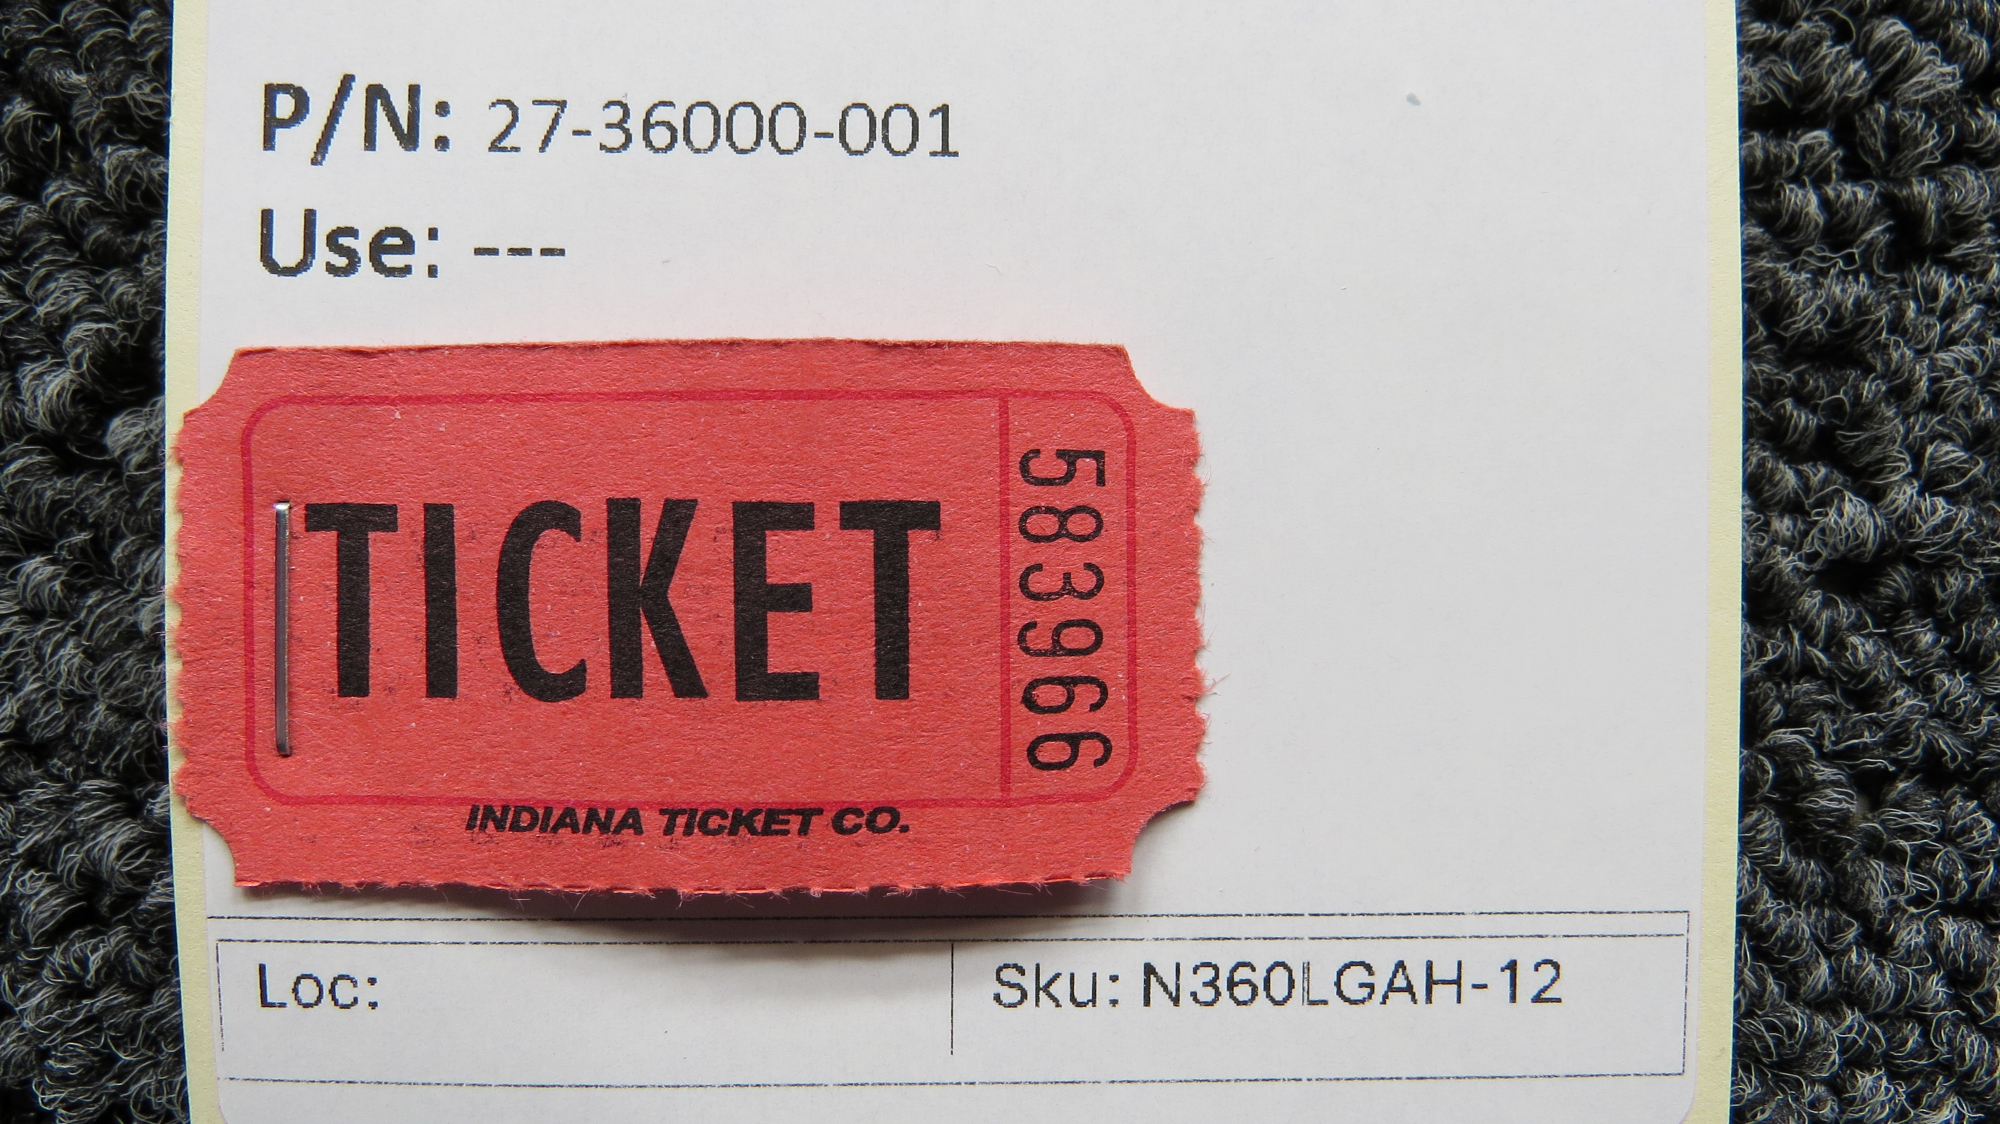 P/N: 27-36000-001
Use: ---
TICKET
583966
INDIANA TICKET CO.
Loc:
Sku: N360LGAH-12